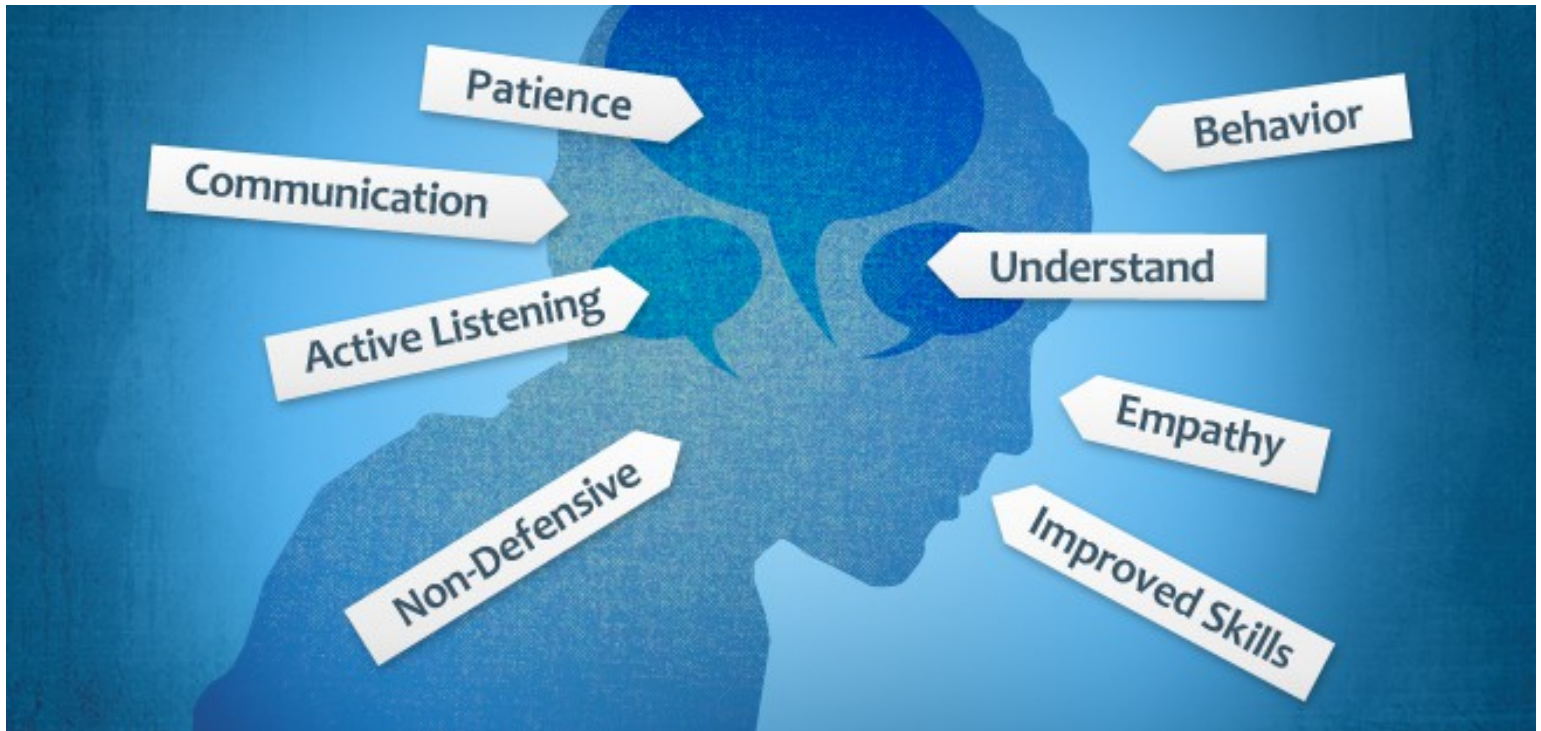 Patience
Behavior
Communication
Understand
Active Listening
Empathy
Non-Defensive
Improved Skills